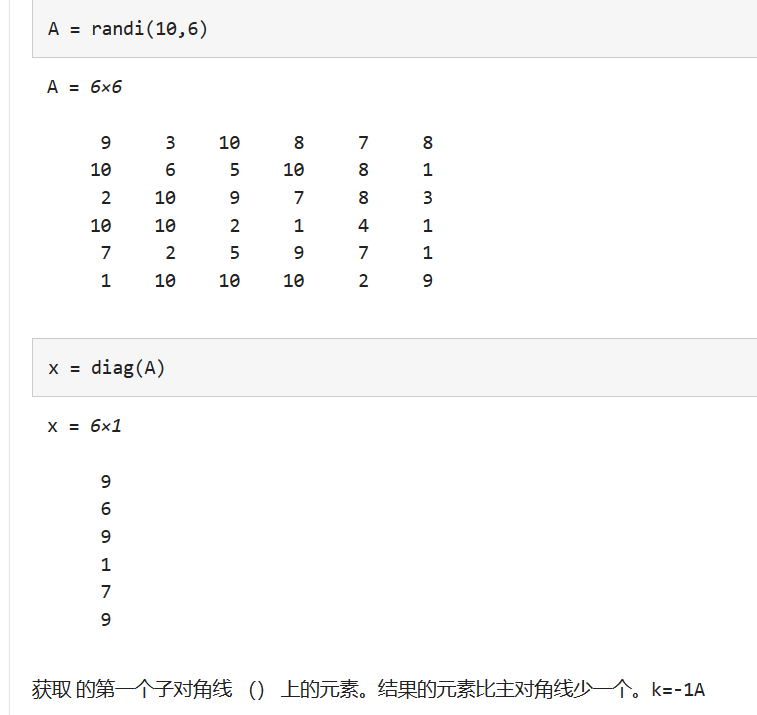 A = randi(10,6)
A = 6×6
9 3 10 8 7 8
10 6 5 10 8 1
2 10 9 7 8 3
10 10 2 1 4 1
7 2 5 9 7 1
1 10 10 10 2 9
x = diag(A)
x = 6×1
9
6
9
1
7
9
获取 的第一个子对角线 （） 上的元素。结果的元素比主对角线少一个。k=-1A